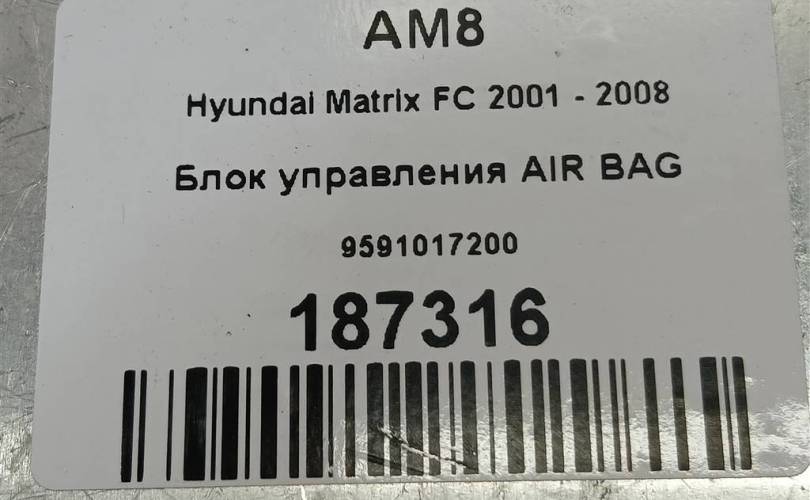 AM8
Hyundai Matrix FC 2001 - 2008
Блок управления AIR BAG
9591017200
187316